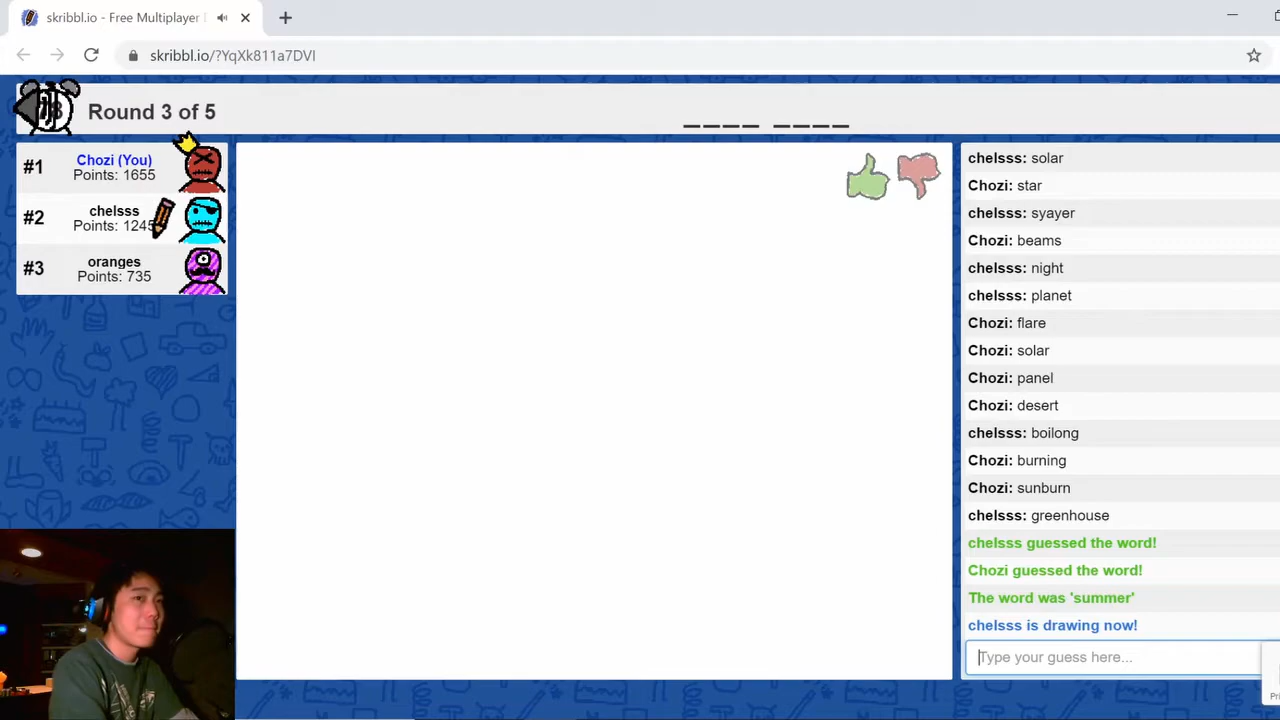 skribbl.io - Free Multiplayer
skribbl.io/?YqXk811a7DVI
Round 3 of 5
____ ____
#1
Chozi (You)
Points: 1655
#2
chelsss
Points: 1245
#3
oranges
Points: 735
chelsss: solar
Chozi: star
chelsss: syayer
Chozi: beams
chelsss: night
chelsss: planet
Chozi: flare
Chozi: solar
Chozi: panel
Chozi: desert
chelsss: boilong
Chozi: burning
Chozi: sunburn
chelsss: greenhouse
chelsss guessed the word!
Chozi guessed the word!
The word was 'summer'
chelsss is drawing now!
Type your guess here...